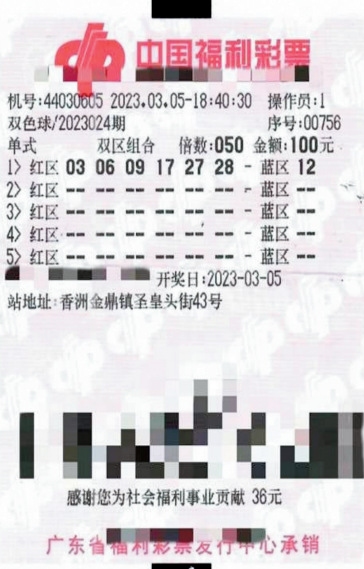 中国福利彩票
机号:44030605 2023.03.05-18:40:30 操作员:1
双色球/2023024期 序号:00756
单式 双区组合 倍数:050 金额:100元
1〉红区 03 06 09 17 27 28 - 蓝区 12
2〉红区 -- -- -- -- -- -- - 蓝区 --
3〉红区 -- -- -- -- -- -- - 蓝区 --
4〉红区 -- -- -- -- -- -- - 蓝区 --
5〉红区 -- -- -- -- -- -- - 蓝区 --
开奖日:2023-03-05
站地址:香洲金鼎镇圣皇头街43号
感谢您为社会福利事业贡献 36元
广东省福利彩票发行中心承销